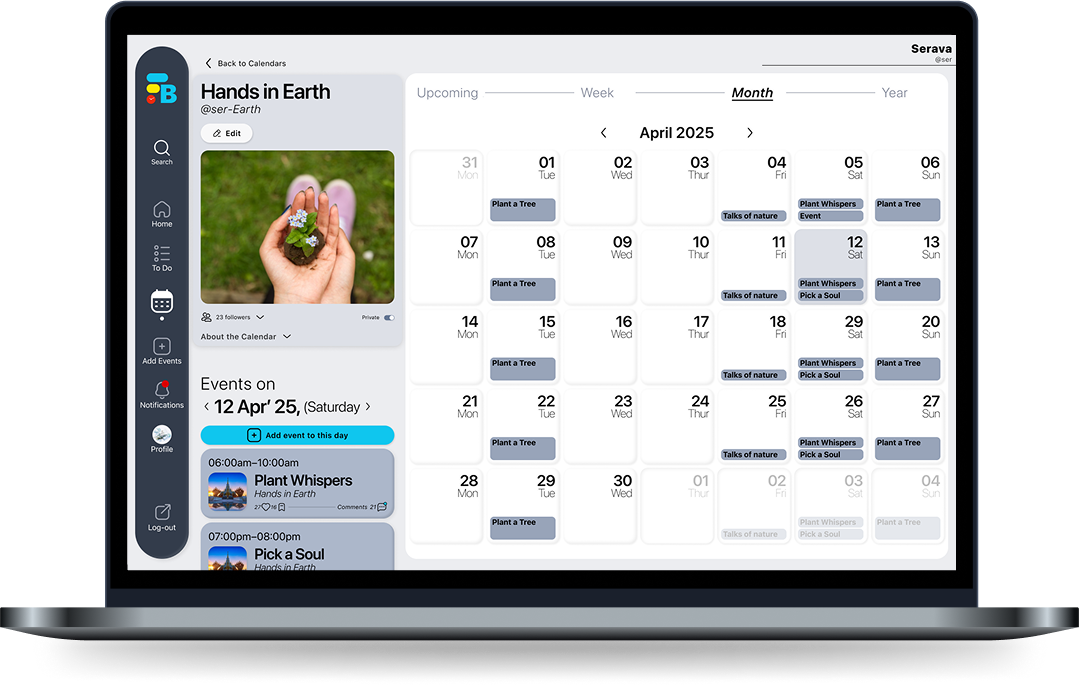 Serava
@ser
Back to Calendars
B
Search
Home
To Do
Add Events
Notifications
Profile
Log-out
Hands in Earth
@ser-Earth
Edit
23 followers
Private
About the Calendar
Events on
12 Apr’ 25, (Saturday
Add event to this day
06:00am–10:00am
Plant Whispers
Hands in Earth
27 16 Comments 21
07:00pm–08:00pm
Pick a Soul
Hands in Earth
Upcoming Week Month Year
April 2025
31 01 02 03 04 05 06
Mon Tue Wed Thur Fri Sat Sun
Plant a Tree Plant Whispers Plant a Tree
Talks of nature Event
07 08 09 10 11 12 13
Mon Tue Wed Thur Fri Sat Sun
Plant a Tree Plant Whispers Plant a Tree
Talks of nature Pick a Soul
14 15 16 17 18 29 20
Mon Tue Wed Thur Fri Sat Sun
Plant a Tree Plant Whispers Plant a Tree
Talks of nature Pick a Soul
21 22 23 24 25 26 27
Mon Tue Wed Thur Fri Sat Sun
Plant a Tree Plant Whispers Plant a Tree
Talks of nature Pick a Soul
28 29 30 01 02 03 04
Mon Tue Wed Thur Fri Sat Sun
Plant a Tree Plant Whispers Plant a Tree
Talks of nature Pick a Soul